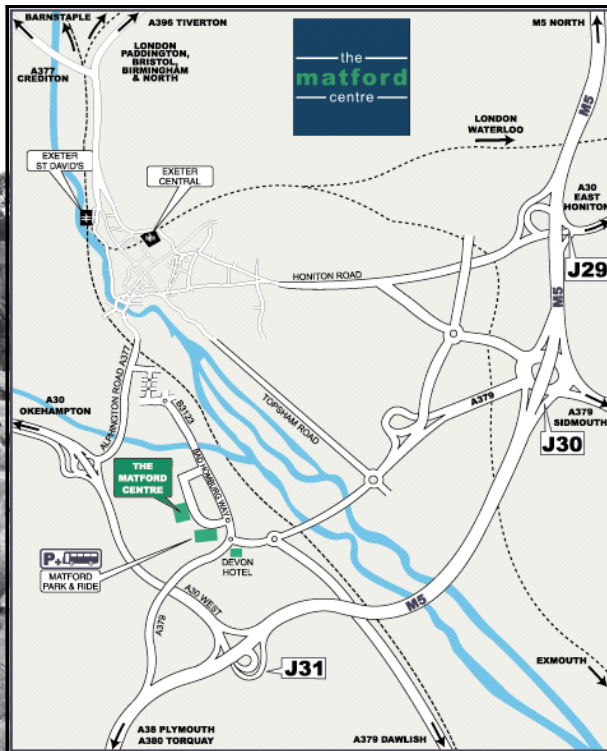 BARNSTAPLE
A396 TIVERTON
M5 NORTH
LONDON
PADDINGTON,
BRISTOL,
BIRMINGHAM
& NORTH
A377
CREDITON
the
matford
centre
M5
LONDON
WATERLOO
EXETER
ST DAVID'S
EXETER
CENTRAL
A30
EAST
HONITON
J29
HONITON ROAD
M5
ALPHINGTON ROAD A377
A30
OKEHAMPTON
B3123
TOPSHAM ROAD
A379
A379
SIDMOUTH
J30
THE
MATFORD
CENTRE
BAD HOMBURG WAY
P+
MATFORD
PARK & RIDE
DEVON
HOTEL
A30 WEST
A379
M5
J31
EXMOUTH
A38 PLYMOUTH
A380 TORQUAY
A379 DAWLISH